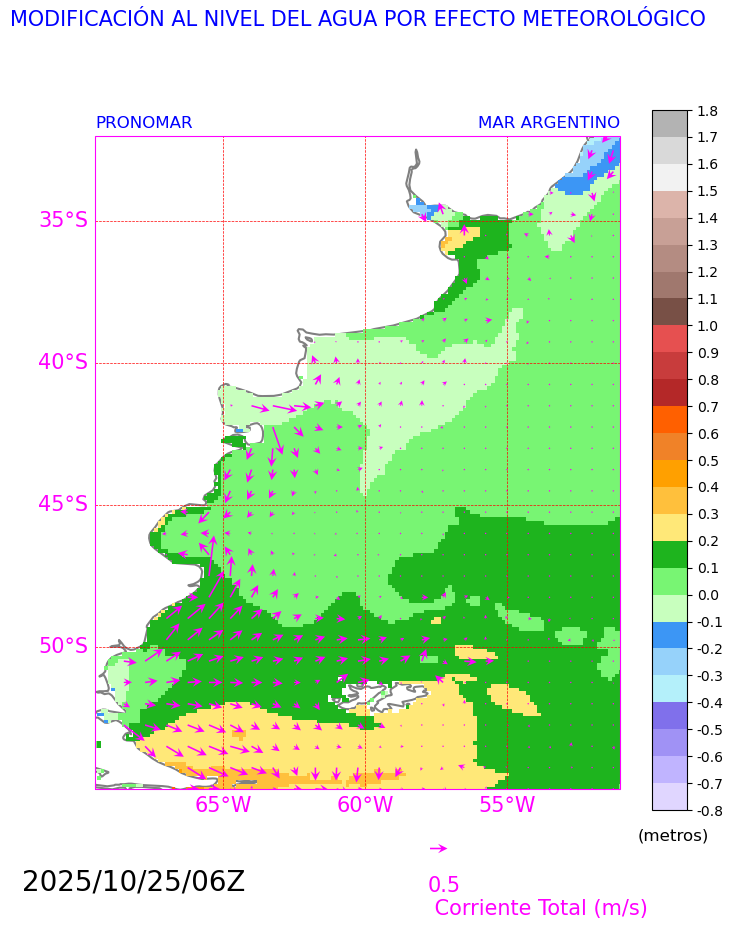 MODIFICACIÓN AL NIVEL DEL AGUA POR EFECTO METEOROLÓGICO
PRONOMAR MAR ARGENTINO
35°S
40°S
45°S
50°S
65°W 60°W 55°W
1.8
1.7
1.6
1.5
1.4
1.3
1.2
1.1
1.0
0.9
0.8
0.7
0.6
0.5
0.4
0.3
0.2
0.1
0.0
-0.1
-0.2
-0.3
-0.4
-0.5
-0.6
-0.7
-0.8
(metros)
2025/10/25/06Z
0.5
Corriente Total (m/s)